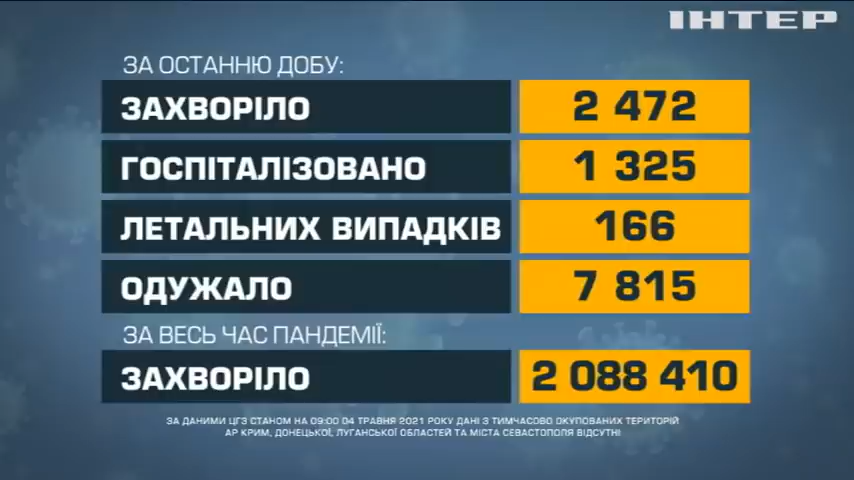 ІНТЕР
ЗА ОСТАННЮ ДОБУ:
ЗАХВОРІЛО 2 472
ГОСПІТАЛІЗОВАНО 1 325
ЛЕТАЛЬНИХ ВИПАДКІВ 166
ОДУЖАЛО 7 815
ЗА ВЕСЬ ЧАС ПАНДЕМІЇ:
ЗАХВОРІЛО 2 088 410
ЗА ДАНИМИ ЦГЗ СТАНОМ НА 09:00 04 ТРАВНЯ 2021 РОКУ ДАНІ З ТИМЧАСОВО ОКУПОВАНИХ ТЕРИТОРІЙ
АР КРИМ, ДОНЕЦЬКОЇ, ЛУГАНСЬКОЇ ОБЛАСТЕЙ ТА МІСТА СЕВАСТОПОЛЯ ВІДСУТНІ